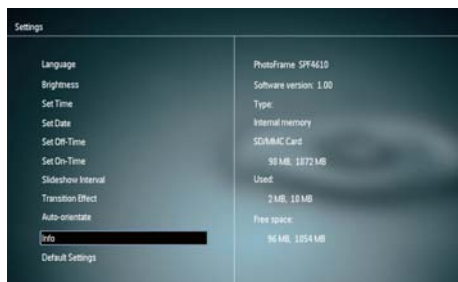 Settings
Language
Brightness
Set Time
Set Date
Set Off-Time
Set On-Time
Slideshow Interval
Transition Effect
Auto-orientate
Info
Default Settings
PhotoFrame SPF4610
Software version: 1.00
Type:
Internal memory
SD/MMC Card
98 MB, 1872 MB
Used:
2 MB, 18 MB
Free space:
96 MB, 1854 MB